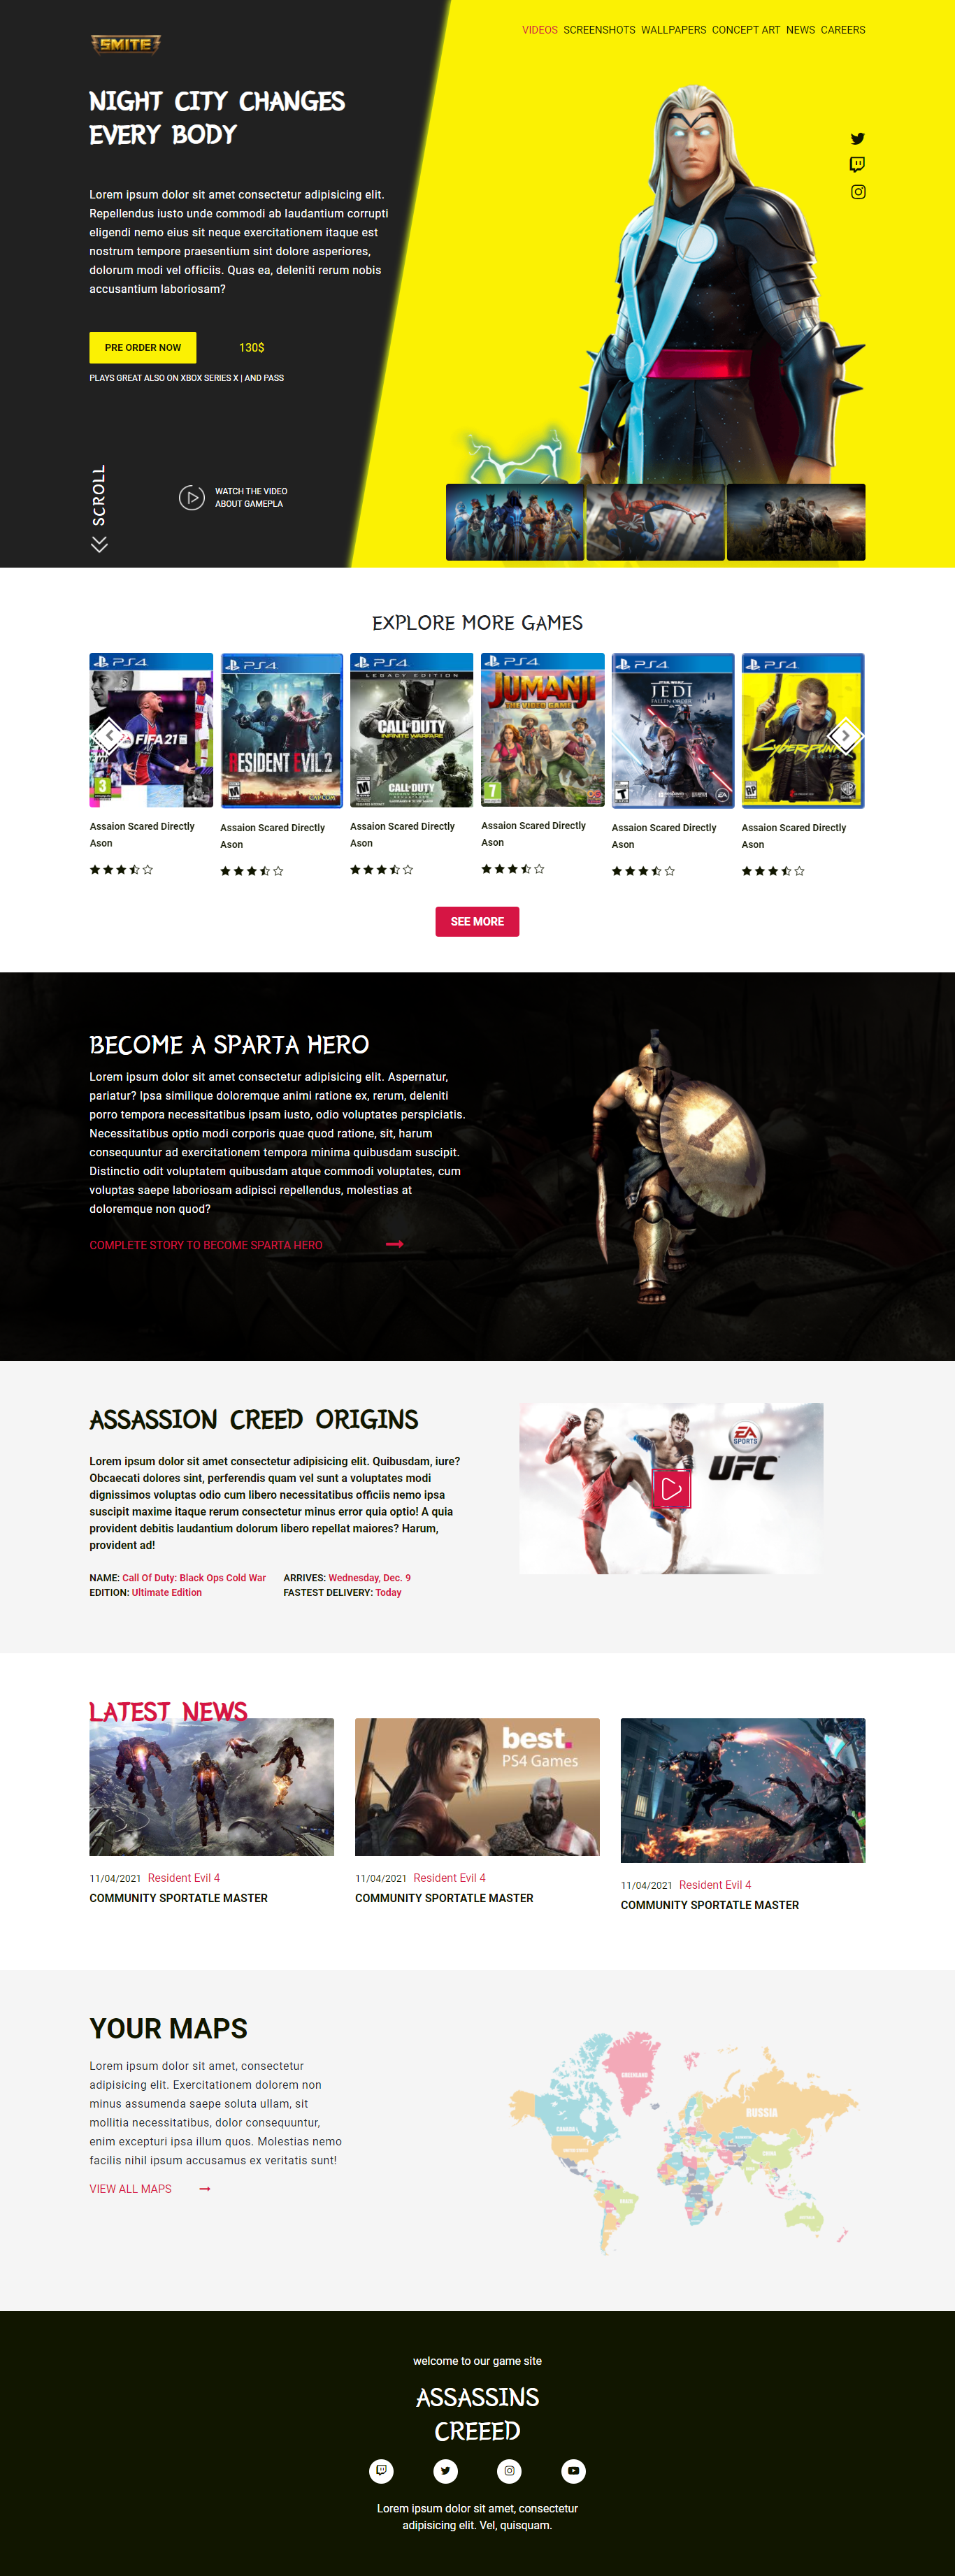 SMITE
VIDEOS SCREENSHOTS WALLPAPERS CONCEPT ART NEWS CAREERS
NIGHT CITY CHANGES
EVERY BODY
Lorem ipsum dolor sit amet consectetur adipisicing elit.
Repellendus iusto unde commodi ab laudantium corrupti
eligendi nemo eius sit neque exercitationem itaque est
nostrum tempore praesentium sint dolore asperiores,
dolorum modi vel officiis. Quas ea, deleniti rerum nobis
accusantium laboriosam?
PRE ORDER NOW
130$
PLAYS GREAT ALSO ON XBOX SERIES X | AND PASS
SCROLL
WATCH THE VIDEO
ABOUT GAMEPLA
EXPLORE MORE GAMES
PS4
FIFA 21
3
PS4
RESIDENT EVIL 2
M
CAPCOM
PS4
LEGACY EDITION
CALL OF DUTY
INFINITE WARFARE
CALL OF DUTY
M
PS4
JUMANJI
THE VIDEO GAME
7
PS4
STAR WARS
JEDI
FALLEN ORDER
T
EA
PS4
Cyberpunk
RP
Assaion Scared Directly
Ason
Assaion Scared Directly
Ason
Assaion Scared Directly
Ason
Assaion Scared Directly
Ason
Assaion Scared Directly
Ason
Assaion Scared Directly
Ason
SEE MORE
BECOME A SPARTA HERO
Lorem ipsum dolor sit amet consectetur adipisicing elit. Aspernatur,
pariatur? Ipsa similique doloremque animi ratione ex, rerum, deleniti
porro tempora necessitatibus ipsam iusto, odio voluptates perspiciatis.
Necessitatibus optio modi corporis quae quod ratione, sit, harum
consequuntur ad exercitationem tempora minima quibusdam suscipit.
Distinctio odit voluptatem quibusdam atque commodi voluptates, cum
voluptas saepe laboriosam adipisci repellendus, molestias at
doloremque non quod?
COMPLETE STORY TO BECOME SPARTA HERO
ASSASSION CREED ORIGINS
Lorem ipsum dolor sit amet consectetur adipisicing elit. Quibusdam, iure?
Obcaecati dolores sint, perferendis quam vel sunt a voluptates modi
dignissimos voluptas odio cum libero necessitatibus officiis nemo ipsa
suscipit maxime itaque rerum consectetur minus error quia optio! A quia
provident debitis laudantium dolorum libero repellat maiores? Harum,
provident ad!
NAME: Call Of Duty: Black Ops Cold War
ARRIVES: Wednesday, Dec. 9
EDITION: Ultimate Edition
FASTEST DELIVERY: Today
EA
SPORTS
UFC
LATEST NEWS
best.
PS4 Games
11/04/2021 Resident Evil 4
COMMUNITY SPORTATLE MASTER
11/04/2021 Resident Evil 4
COMMUNITY SPORTATLE MASTER
11/04/2021 Resident Evil 4
COMMUNITY SPORTATLE MASTER
YOUR MAPS
Lorem ipsum dolor sit amet, consectetur
adipisicing elit. Exercitationem dolorem non
minus assumenda saepe soluta ullam, sit
mollitia necessitatibus, dolor consequuntur,
enim excepturi ipsa illum quos. Molestias nemo
facilis nihil ipsum accusamus ex veritatis sunt!
VIEW ALL MAPS
GREENLAND
RUSSIA
CANADA
welcome to our game site
ASSASSINS
CREEED
Lorem ipsum dolor sit amet, consectetur
adipisicing elit. Vel, quisquam.